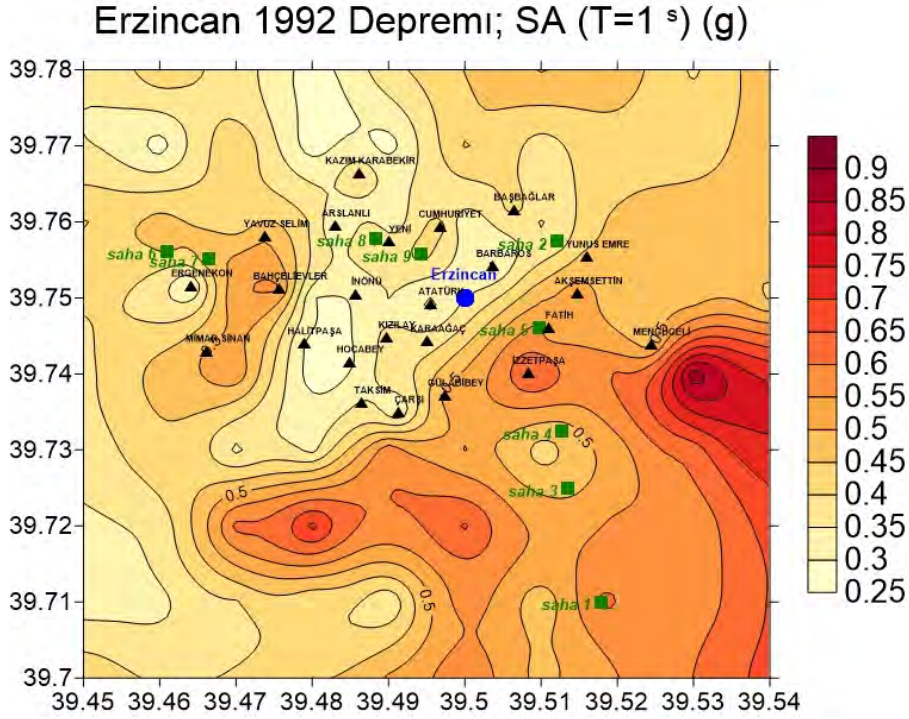 Erzincan 1992 Depremı; SA (T=1 s) (g)
39.78
39.77
39.76
39.75
39.74
39.73
39.72
39.71
39.7
39.45 39.46 39.47 39.48 39.49 39.5 39.51 39.52 39.53 39.54
KAZIM KARABEKİR
BAŞBAĞLAR
ARSLANLI
CUMHURİYET
YAVUZ SELİM
YENİ
saha 8
saha 2
YUNUS EMRE
saha 6
saha 7
saha 9
BARBAROS
ERGENEKON
BAHÇELİEVLER
Erzincan
İNÖNÜ
AKŞEMSETTİN
ATATÜRK
FATİH
KIZILAY
KARAAĞAÇ
saha 5
HALİTPAŞA
MENGÜCELİ
0.5
MİMAR SİNAN
0.5
HOCABEY
İZZETPAŞA
GÜLABİBEY
0.5
TAKSİM
ÇARŞI
saha 4
0.5
saha 3
0.5
0.5
saha 1
0.9
0.85
0.8
0.75
0.7
0.65
0.6
0.55
0.5
0.45
0.4
0.35
0.3
0.25